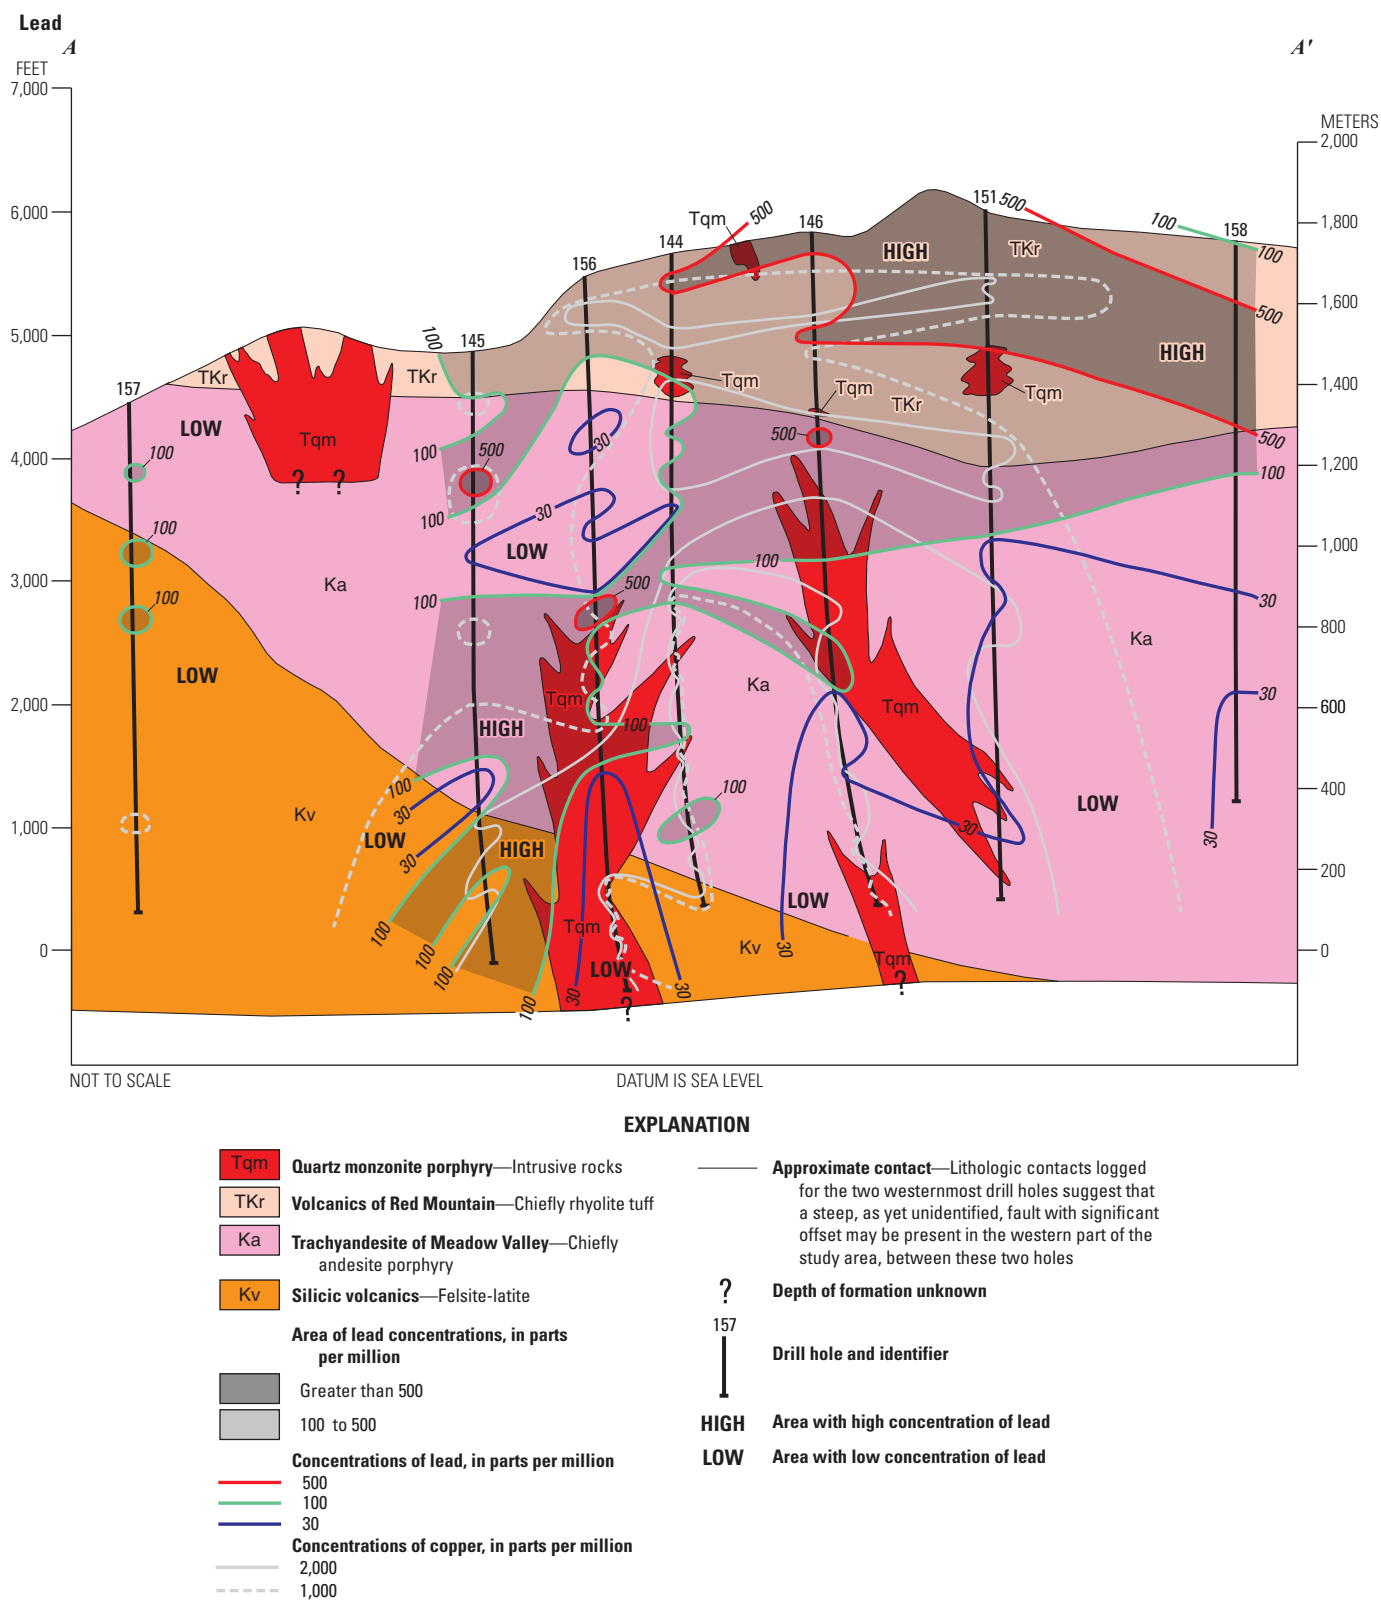 Lead
A
A'
FEET
7,000
METERS
2,000
6,000
5,000
4,000
3,000
2,000
1,000
0
1,800
1,600
1,400
1,200
1,000
800
600
400
200
0
157
145
156
144
146
151
158
Tqm
500
500
100
100
HIGH
TKr
500
HIGH
100
TKr
TKr
Tqm
Tqm
TKr
Tqm
LOW
Tqm
? ?
100
500
100
100
30
500
500
100
100
30
LOW
100
Ka
100
500
100
30
Ka
100
LOW
Tqm
Ka
Tqm
30
HIGH
100
100
30
LOW
30
HIGH
Kv
100
LOW
30
30
LOW
Tqm
Kv
30
Tqm
LOW
100
100
100
100
30
30
?
?
NOT TO SCALE
DATUM IS SEA LEVEL
EXPLANATION
Tqm
Quartz monzonite porphyry—Intrusive rocks
TKr
Volcanics of Red Mountain—Chiefly rhyolite tuff
Ka
Trachyandesite of Meadow Valley—Chiefly
andesite porphyry
Kv
Silicic volcanics—Felsite-latite
Area of lead concentrations, in parts
per million
Greater than 500
100 to 500
Concentrations of lead, in parts per million
500
100
30
Concentrations of copper, in parts per million
2,000
1,000
Approximate contact—Lithologic contacts logged
for the two westernmost drill holes suggest that
a steep, as yet unidentified, fault with significant
offset may be present in the western part of the
study area, between these two holes
?
Depth of formation unknown
157
Drill hole and identifier
HIGH
Area with high concentration of lead
LOW
Area with low concentration of lead